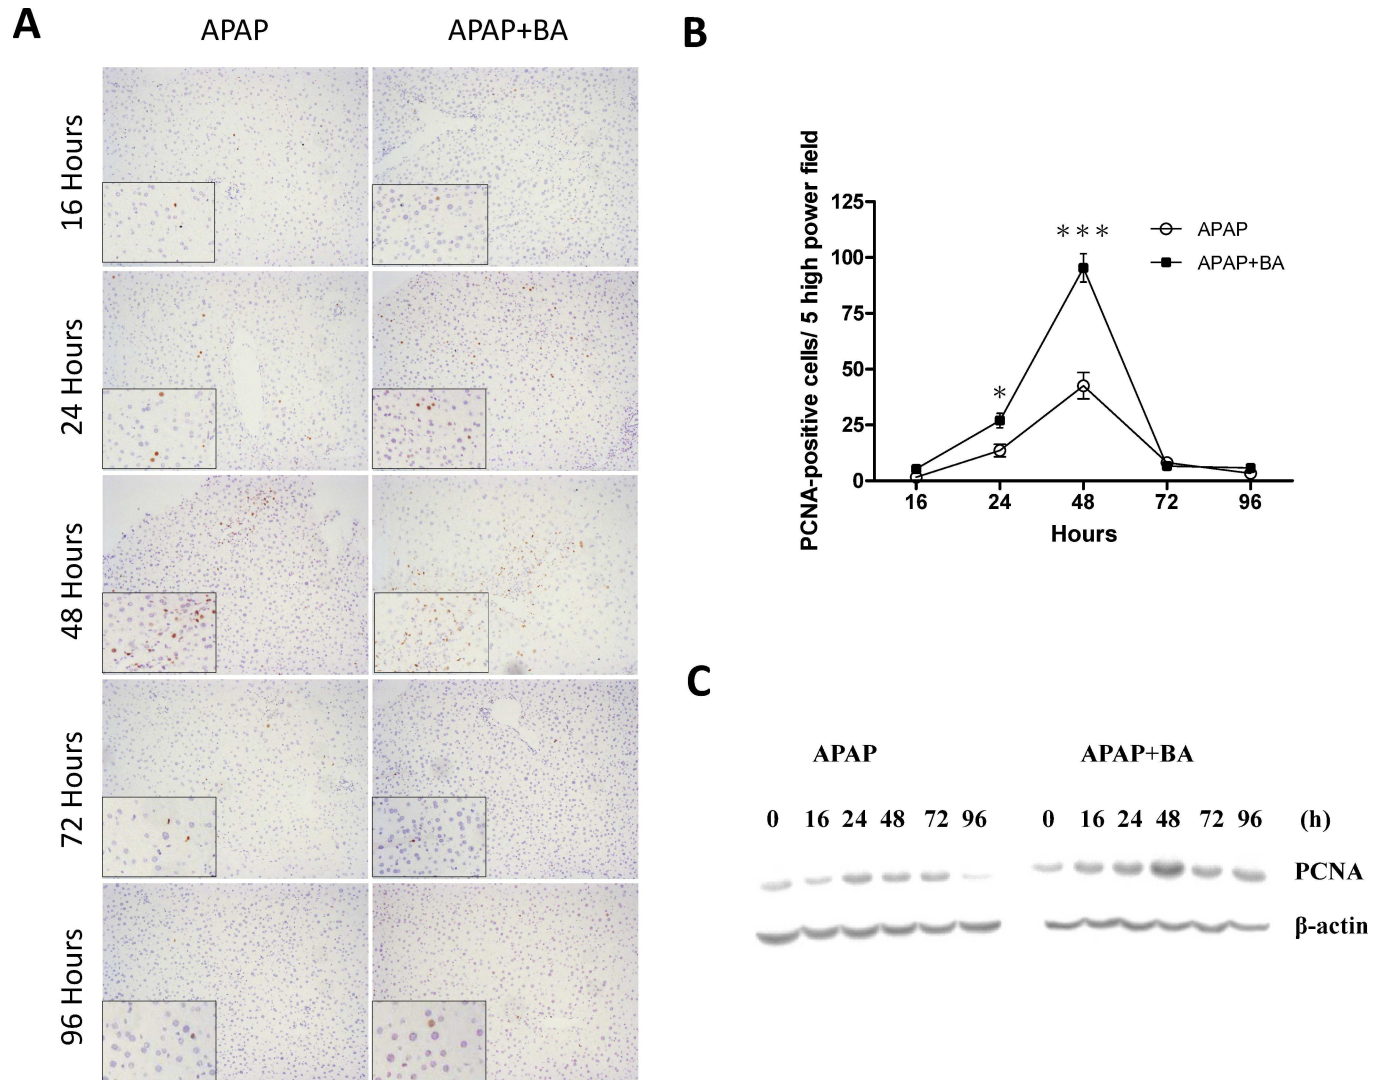 A
APAP
APAP+BA
16 Hours
24 Hours
48 Hours
72 Hours
96 Hours
B
PCNA-positive cells/ 5 high power field
125
100
75
50
25
0
16 24 48 72 96
Hours
***
*
APAP
APAP+BA
C
APAP APAP+BA
0 16 24 48 72 96 0 16 24 48 72 96 (h)
PCNA
β-actin